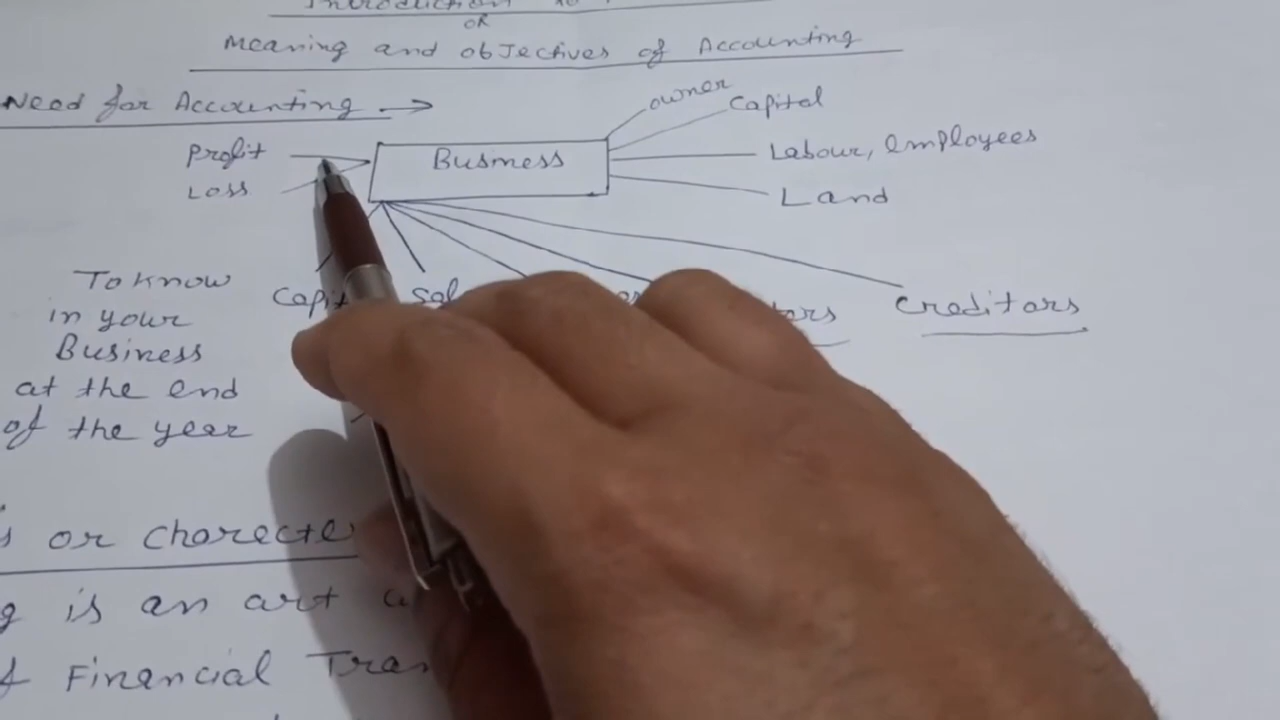 OR
Meaning and objectives of Accounting
Need for Accounting
owner
Capital
Profit
Business
Labour, Employees
Loss
Land
To know
in your
Creditors
Business
at the end
of the year
or charecte
is an art
Financial